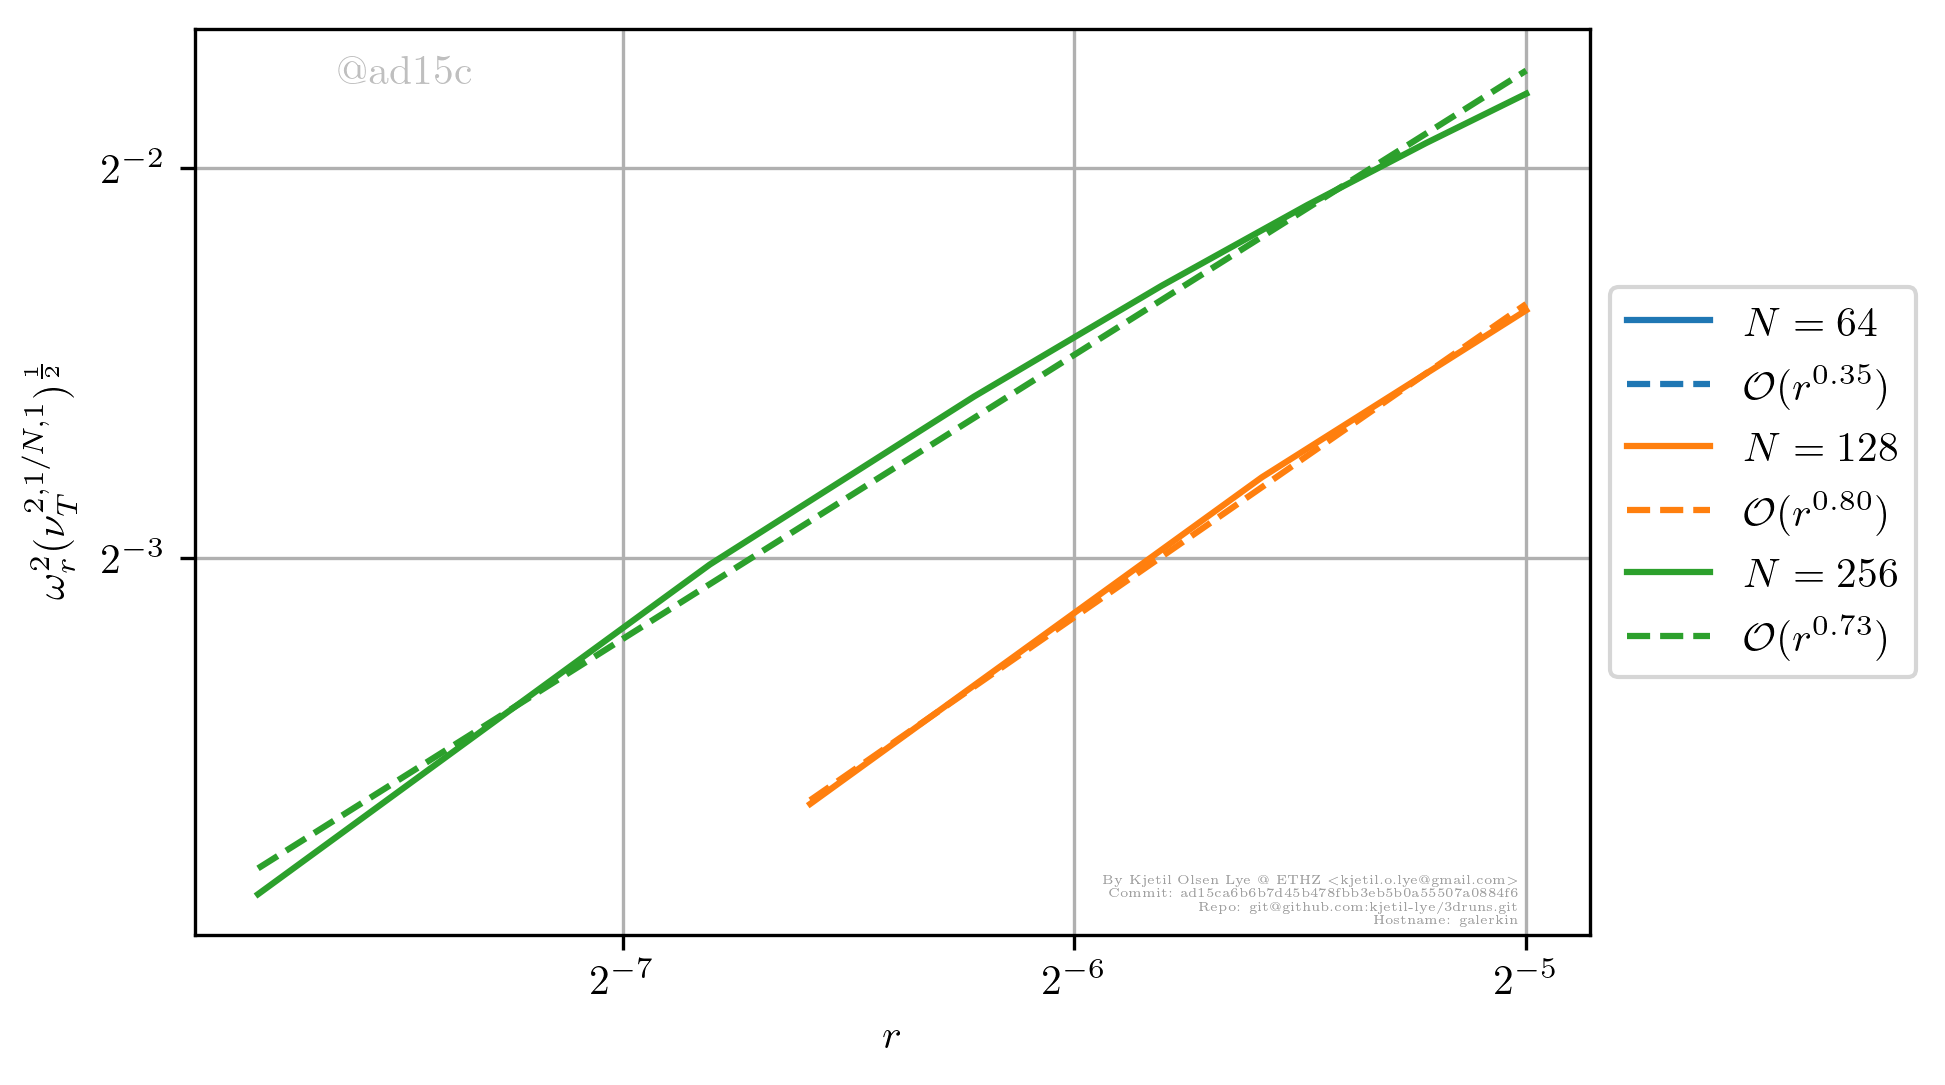 @ad15c
2^{-2}
2^{-3}
ω_r^2(ν_T^{2,1/N,1})^{\frac{1}{2}}
N = 64
𝒪(r^{0.35})
N = 128
𝒪(r^{0.80})
N = 256
𝒪(r^{0.73})
By Kjetil Olsen Lye @ ETHZ <kjetil.o.lye@gmail.com>
Commit: ad15ca6b6b7d45b478fbb3eb5b0a55507a0884f6
Repo: git@github.com:kjetil-lye/3druns.git
Hostname: galerkin
2^{-7}
2^{-6}
2^{-5}
r